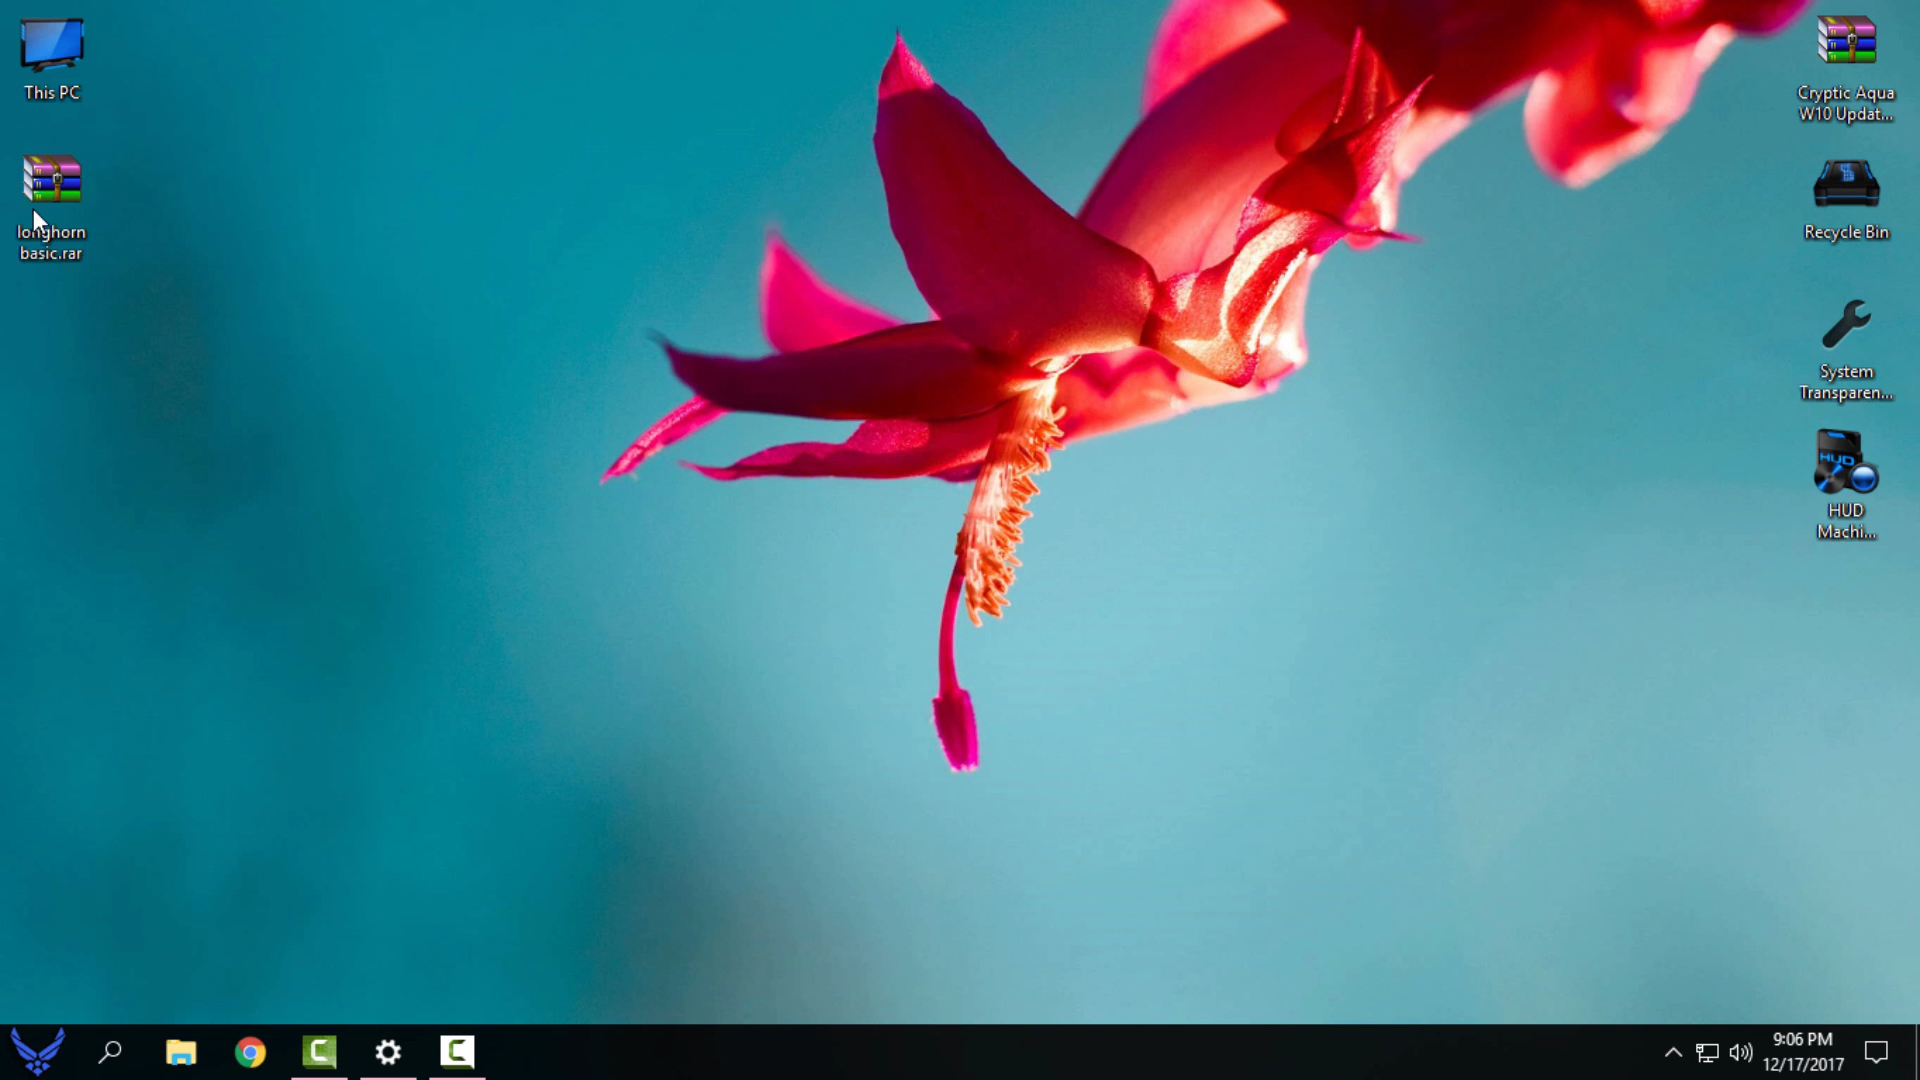 This PC
longhorn
basic.rar
Cryptic Aqua
W10 Updat...
Recycle Bin
System
Transparen...
HUD
HUD
Machi...
9:06 PM
12/17/2017